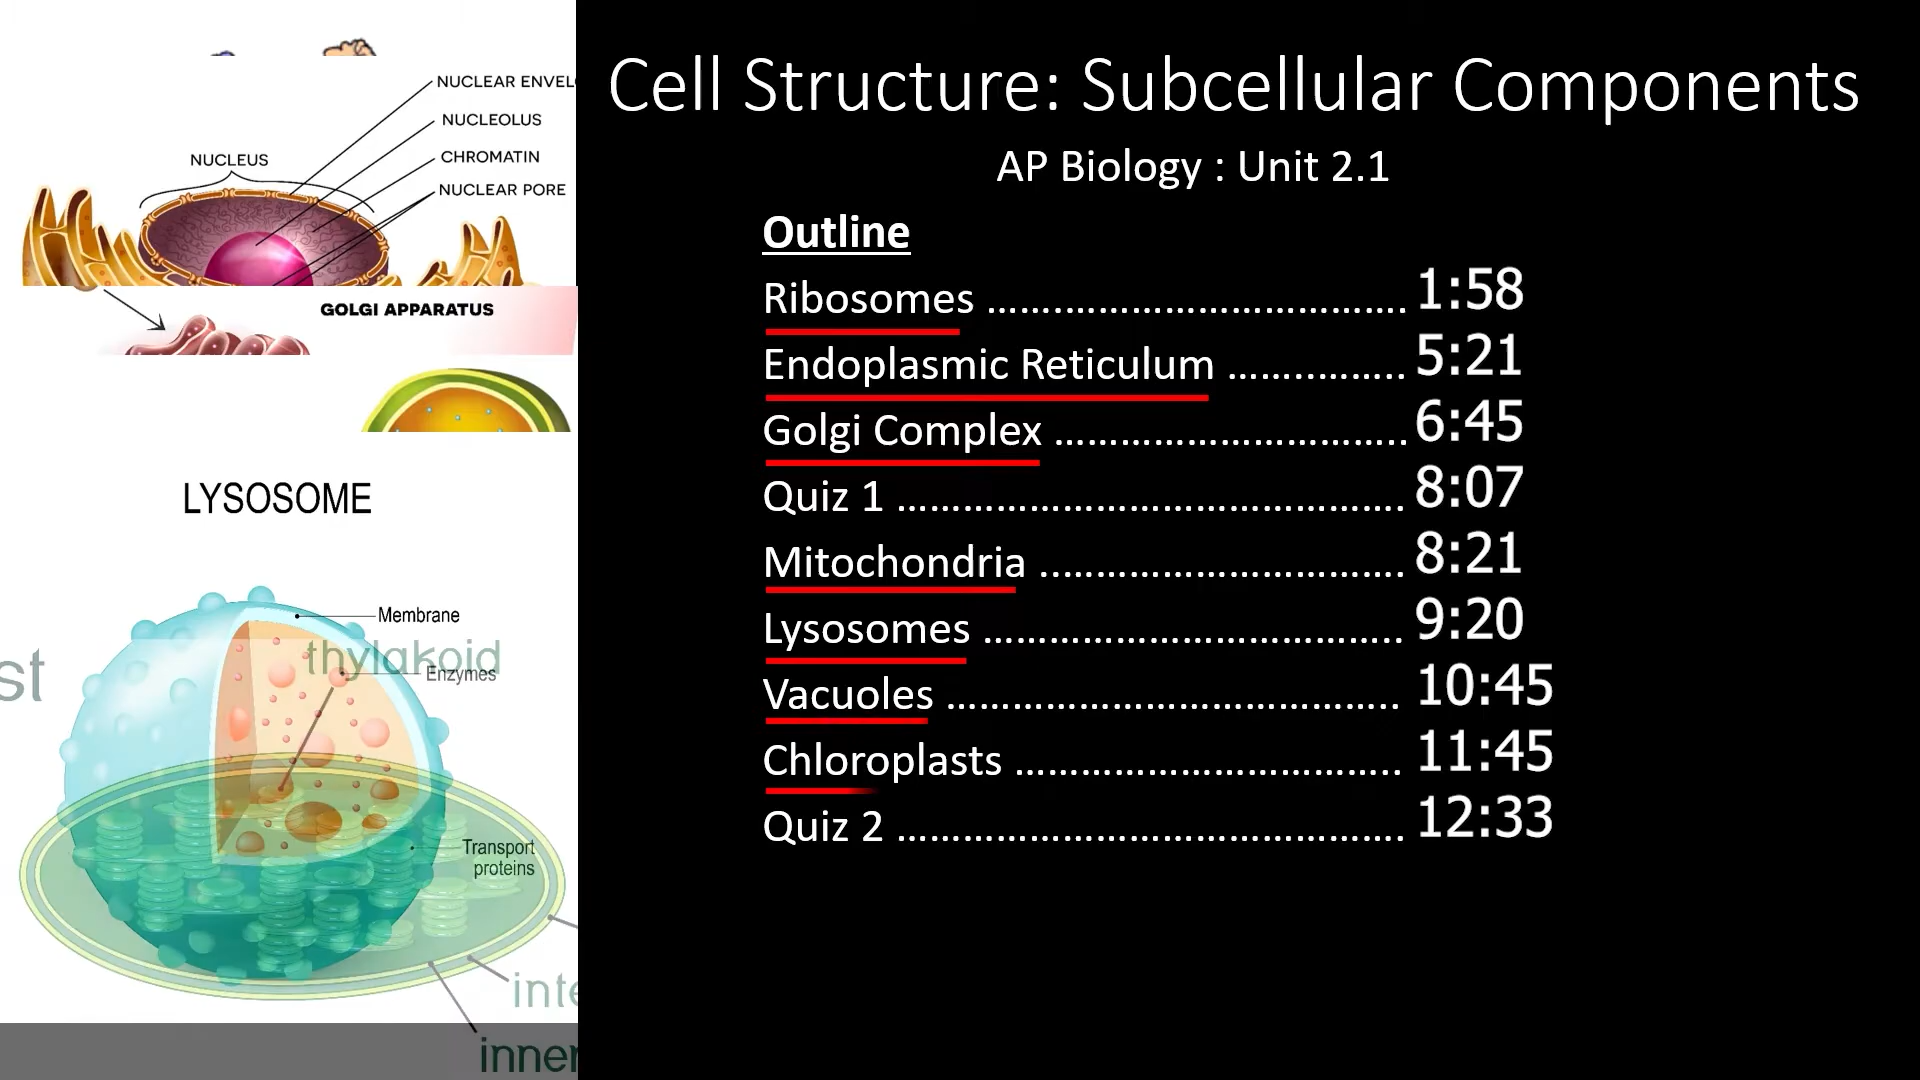 Cell Structure: Subcellular Components
AP Biology : Unit 2.1
Outline
Ribosomes ........................................ 1:58
Endoplasmic Reticulum ................. 5:21
Golgi Complex ................................. 6:45
Quiz 1 ................................................ 8:07
Mitochondria ................................... 8:21
Lysosomes ........................................ 9:20
Vacuoles ........................................... 10:45
Chloroplasts ..................................... 11:45
Quiz 2 ................................................ 12:33
NUCLEAR ENVEL
NUCLEOLUS
NUCLEUS
CHROMATIN
NUCLEAR PORE
GOLGI APPARATUS
LYSOSOME
Membrane
thylakoid
Enzymes
st
Transport
proteins
inte
inner